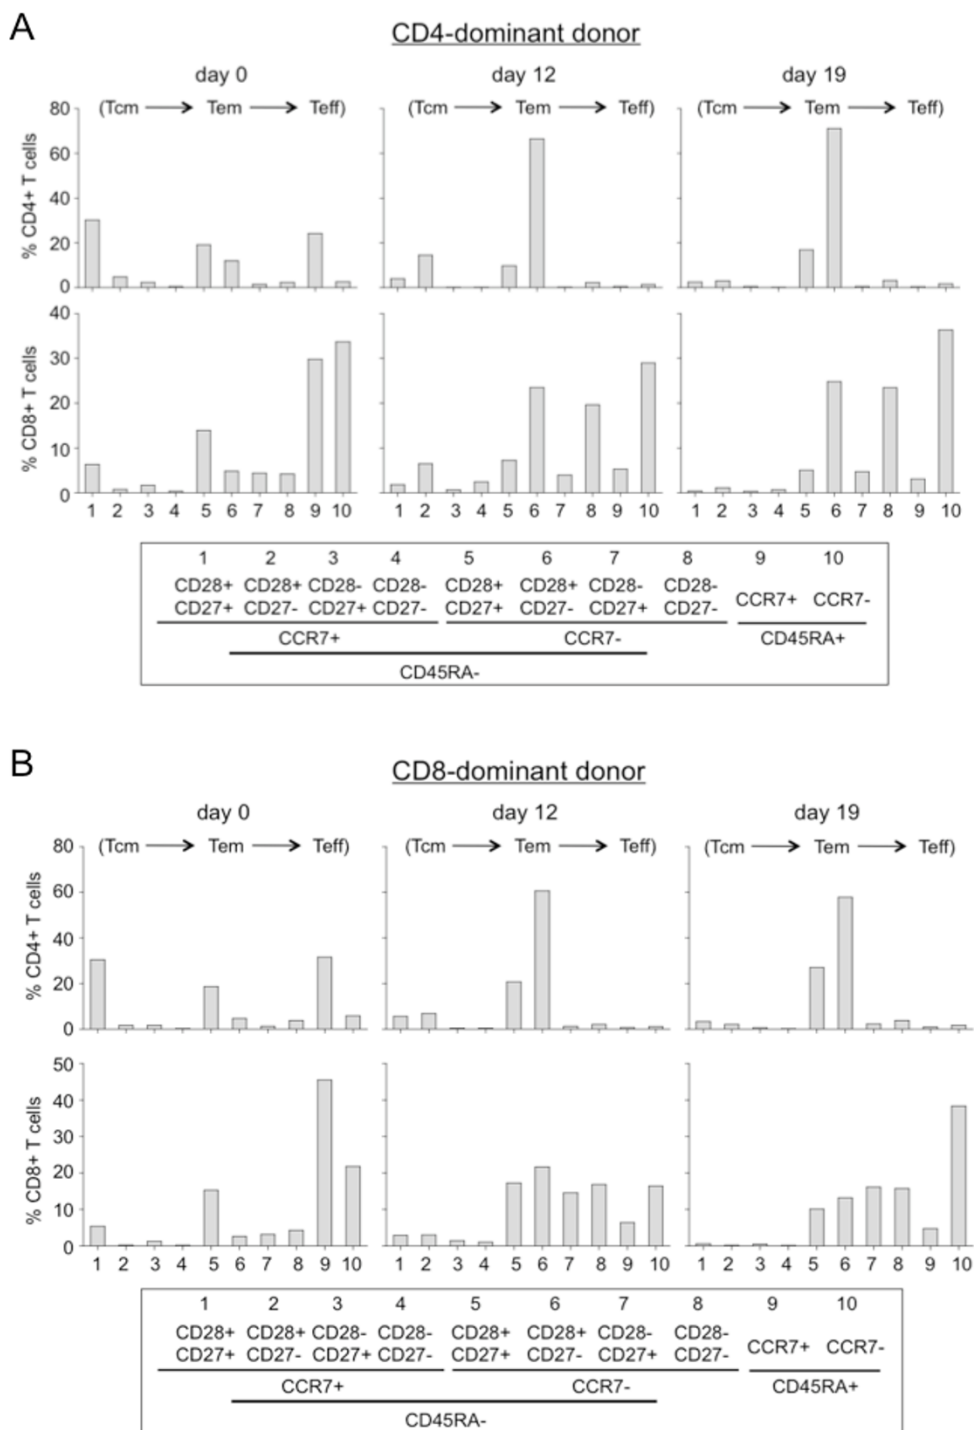 A
CD4-dominant donor
day 0 day 12 day 19
(Tcm → Tem → Teff) (Tcm → Tem → Teff) (Tcm → Tem → Teff)
% CD4+ T cells
80
60
40
20
0
% CD8+ T cells
40
30
20
10
0
1 2 3 4 5 6 7 8 9 10 1 2 3 4 5 6 7 8 9 10 1 2 3 4 5 6 7 8 9 10
1 2 3 4 5 6 7 8 9 10
CD28+ CD28+ CD28- CD28- CD28+ CD28+ CD28- CD28-
CD27+ CD27- CD27+ CD27- CD27+ CD27- CD27+ CD27- CCR7+ CCR7-
CCR7+ CCR7- CD45RA+
CD45RA-
B
CD8-dominant donor
day 0 day 12 day 19
(Tcm → Tem → Teff) (Tcm → Tem → Teff) (Tcm → Tem → Teff)
% CD4+ T cells
80
60
40
20
0
% CD8+ T cells
50
40
30
20
10
0
1 2 3 4 5 6 7 8 9 10 1 2 3 4 5 6 7 8 9 10 1 2 3 4 5 6 7 8 9 10
1 2 3 4 5 6 7 8 9 10
CD28+ CD28+ CD28- CD28- CD28+ CD28+ CD28- CD28-
CD27+ CD27- CD27+ CD27- CD27+ CD27- CD27+ CD27- CCR7+ CCR7-
CCR7+ CCR7- CD45RA+
CD45RA-